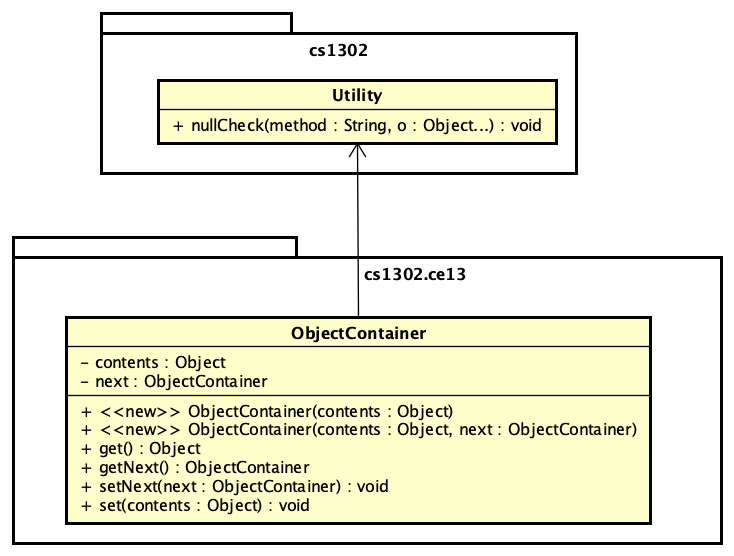 cs1302
Utility
+ nullCheck(method : String, o : Object...) : void
cs1302.ce13
ObjectContainer
- contents : Object
- next : ObjectContainer
+ <<new>> ObjectContainer(contents : Object)
+ <<new>> ObjectContainer(contents : Object, next : ObjectContainer)
+ get() : Object
+ getNext() : ObjectContainer
+ setNext(next : ObjectContainer) : void
+ set(contents : Object) : void